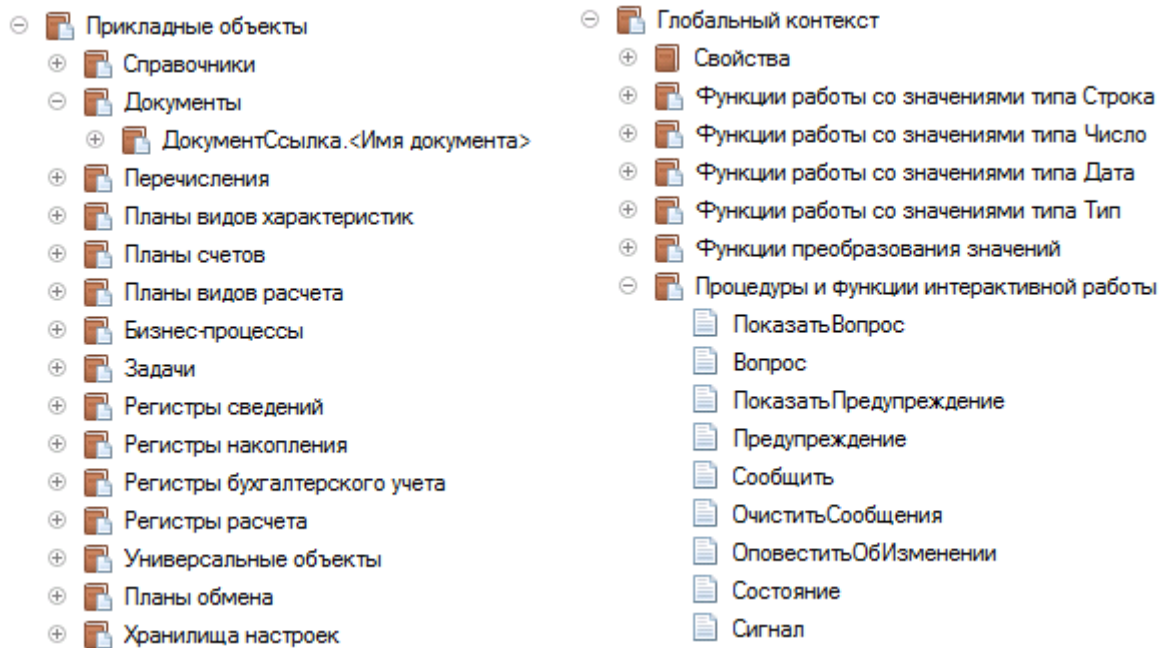 Прикладные объекты
Справочники
Документы
ДокументСсылка.<Имя документа>
Перечисления
Планы видов характеристик
Планы счетов
Планы видов расчета
Бизнес-процессы
Задачи
Регистры сведений
Регистры накопления
Регистры бухгалтерского учета
Регистры расчета
Универсальные объекты
Планы обмена
Хранилища настроек
Глобальный контекст
Свойства
Функции работы со значениями типа Строка
Функции работы со значениями типа Число
Функции работы со значениями типа Дата
Функции работы со значениями типа Тип
Функции преобразования значений
Процедуры и функции интерактивной работы
ПоказатьВопрос
Вопрос
ПоказатьПредупреждение
Предупреждение
Сообщить
ОчиститьСообщения
ОповеститьОбИзменении
Состояние
Сигнал